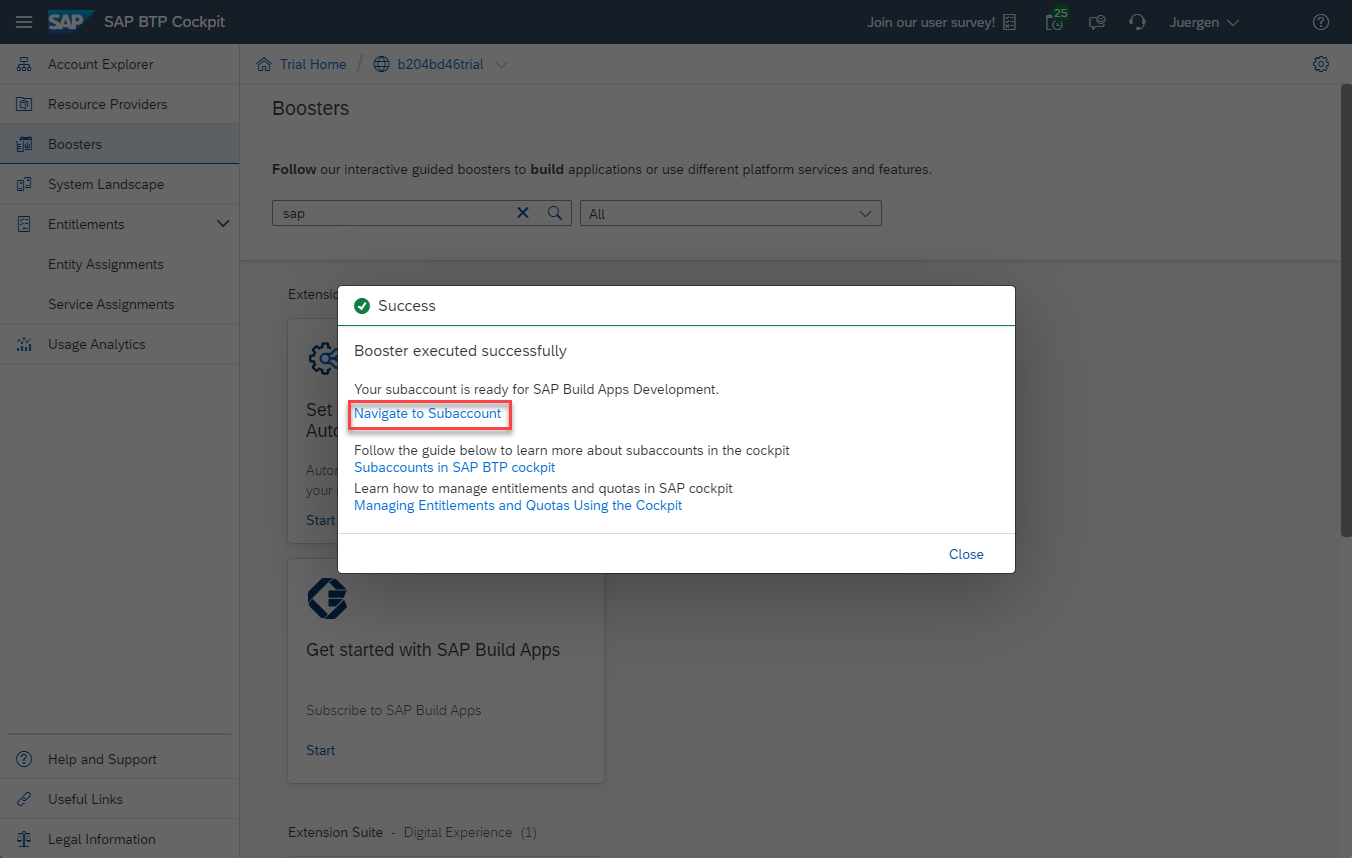 SAP SAP BTP Cockpit
Join our user survey!
25
Juergen
Account Explorer
Resource Providers
Boosters
System Landscape
Entitlements
Entity Assignments
Service Assignments
Usage Analytics
Help and Support
Useful Links
Legal Information
Trial Home / b204bd46trial
Boosters
Follow our interactive guided boosters to build applications or use different platform services and features.
sap
All
Extensio
Set
Auto
Autom
your
Start
Success
Booster executed successfully
Your subaccount is ready for SAP Build Apps Development.
Navigate to Subaccount
Follow the guide below to learn more about subaccounts in the cockpit
Subaccounts in SAP BTP cockpit
Learn how to manage entitlements and quotas in SAP cockpit
Managing Entitlements and Quotas Using the Cockpit
Close
Get started with SAP Build Apps
Subscribe to SAP Build Apps
Start
Extension Suite - Digital Experience (1)